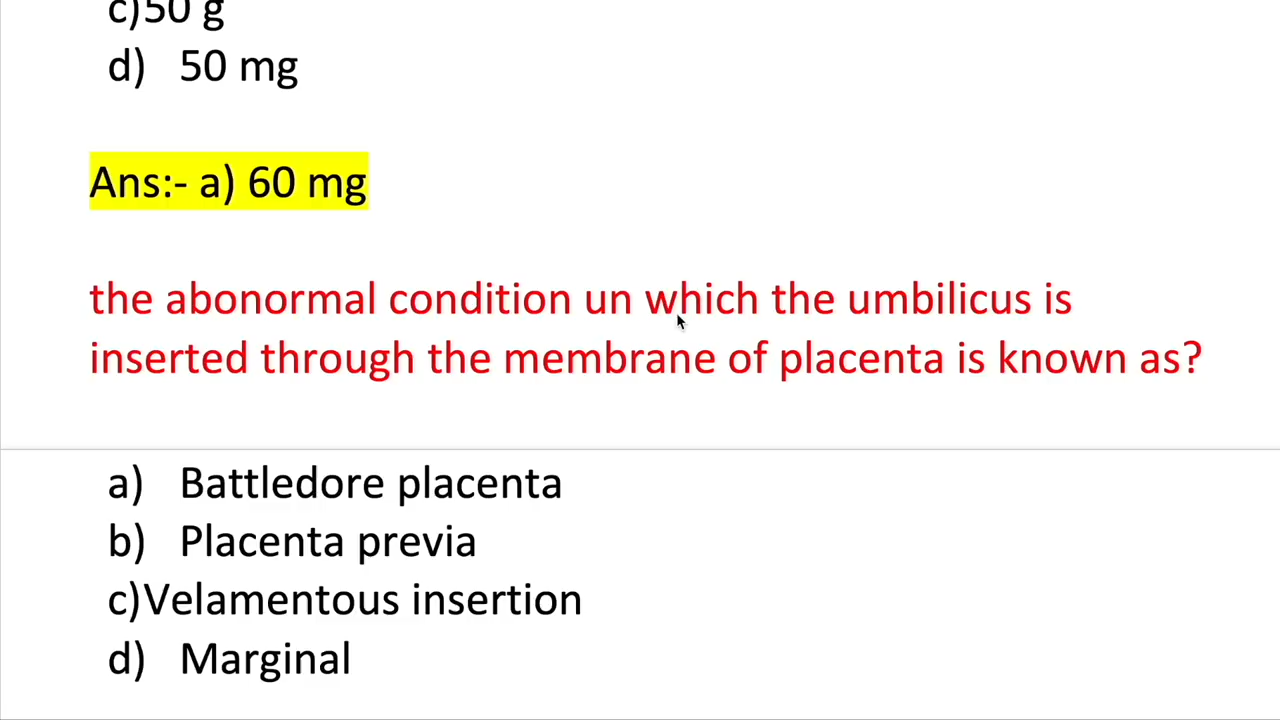 c)50 g
d) 50 mg
Ans:- a) 60 mg
the abonormal condition un which the umbilicus is
inserted through the membrane of placenta is known as?
a) Battledore placenta
b) Placenta previa
c)Velamentous insertion
d) Marginal